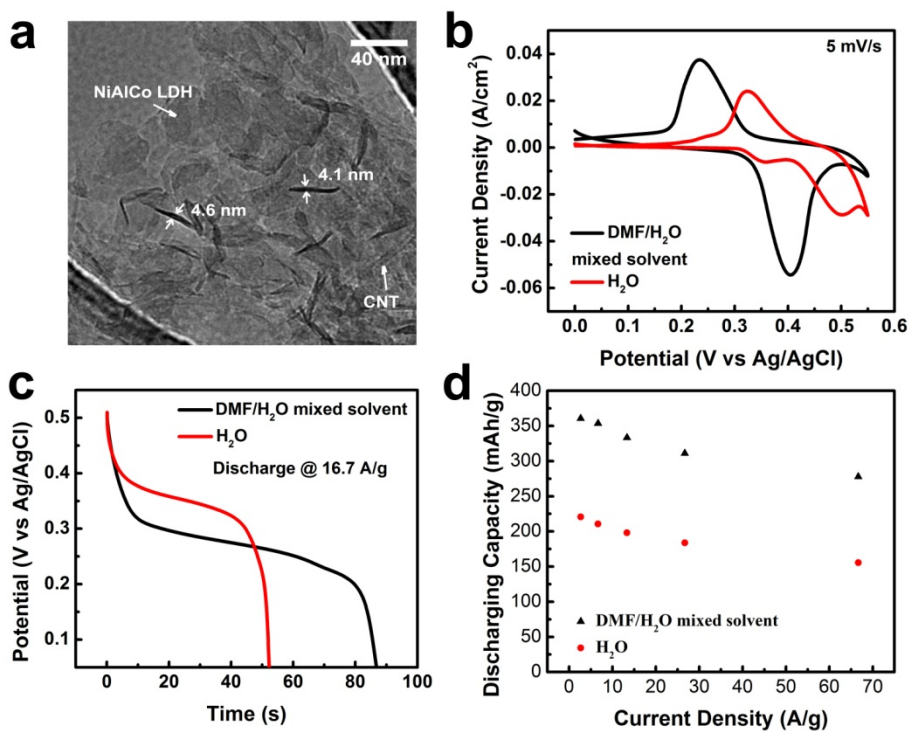 a
40 nm
NiAlCo LDH
4.1 nm
4.6 nm
CNT
b
5 mV/s
Current Density (A/cm²)
0.04
0.02
0.00
-0.02
-0.04
-0.06
DMF/H₂O
mixed solvent
H₂O
0.0 0.1 0.2 0.3 0.4 0.5 0.6
Potential (V vs Ag/AgCl)
c
Potential (V vs Ag/AgCl)
0.5
0.4
0.3
0.2
0.1
DMF/H₂O mixed solvent
H₂O
Discharge @ 16.7 A/g
0 20 40 60 80 100
Time (s)
d
Discharging Capacity (mAh/g)
400
350
300
250
200
150
100
50
0
DMF/H₂O mixed solvent
H₂O
0 10 20 30 40 50 60 70
Current Density (A/g)